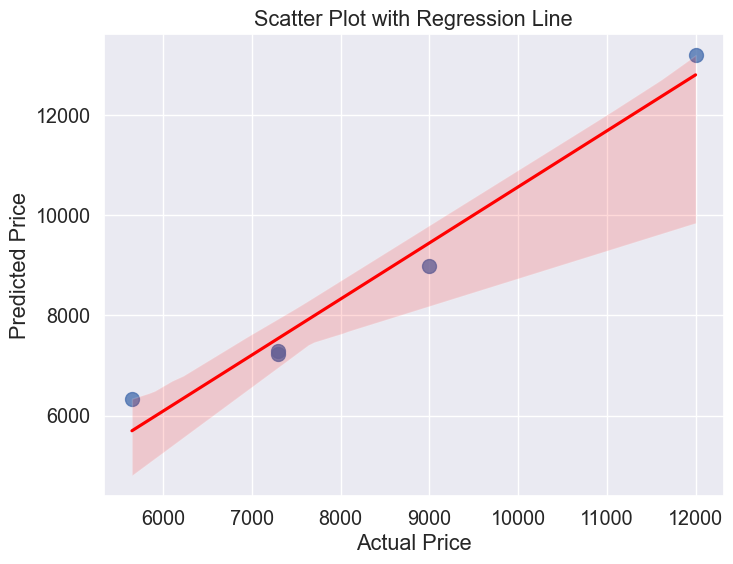 Scatter Plot with Regression Line
12000
10000
8000
6000
Predicted Price
6000 7000 8000 9000 10000 11000 12000
Actual Price